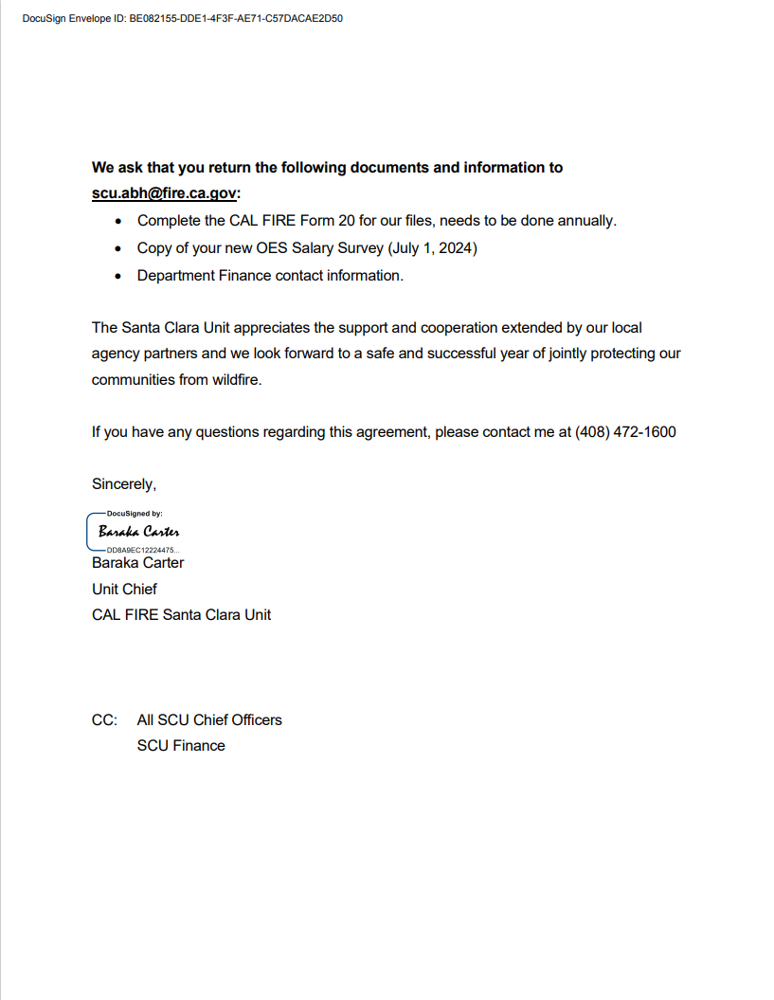 DocuSign Envelope ID: BE082155-DDE1-4F3F-AE71-C57DACAE2D50
We ask that you return the following documents and information to
scu.abh@fire.ca.gov:
• Complete the CAL FIRE Form 20 for our files, needs to be done annually.
• Copy of your new OES Salary Survey (July 1, 2024)
• Department Finance contact information.
The Santa Clara Unit appreciates the support and cooperation extended by our local
agency partners and we look forward to a safe and successful year of jointly protecting our
communities from wildfire.
If you have any questions regarding this agreement, please contact me at (408) 472-1600
Sincerely,
DocuSigned by:
Baraka Carter
DD8A9EC12224475...
Baraka Carter
Unit Chief
CAL FIRE Santa Clara Unit
CC: All SCU Chief Officers
SCU Finance